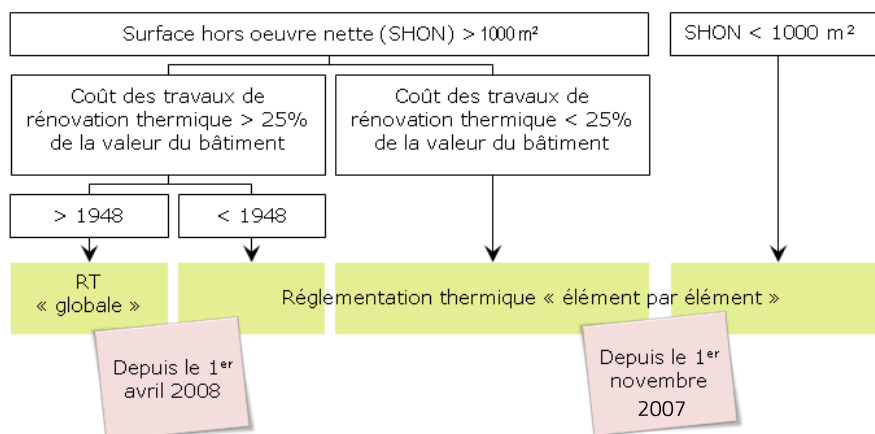 Surface hors oeuvre nette (SHON) > 1000 m²
SHON < 1000 m²
Coût des travaux de
rénovation thermique > 25%
de la valeur du bâtiment
Coût des travaux de
rénovation thermique < 25%
de la valeur du bâtiment
> 1948
< 1948
RT
« globale »
Réglementation thermique « élément par élément »
Depuis le 1er
avril 2008
Depuis le 1er
novembre
2007